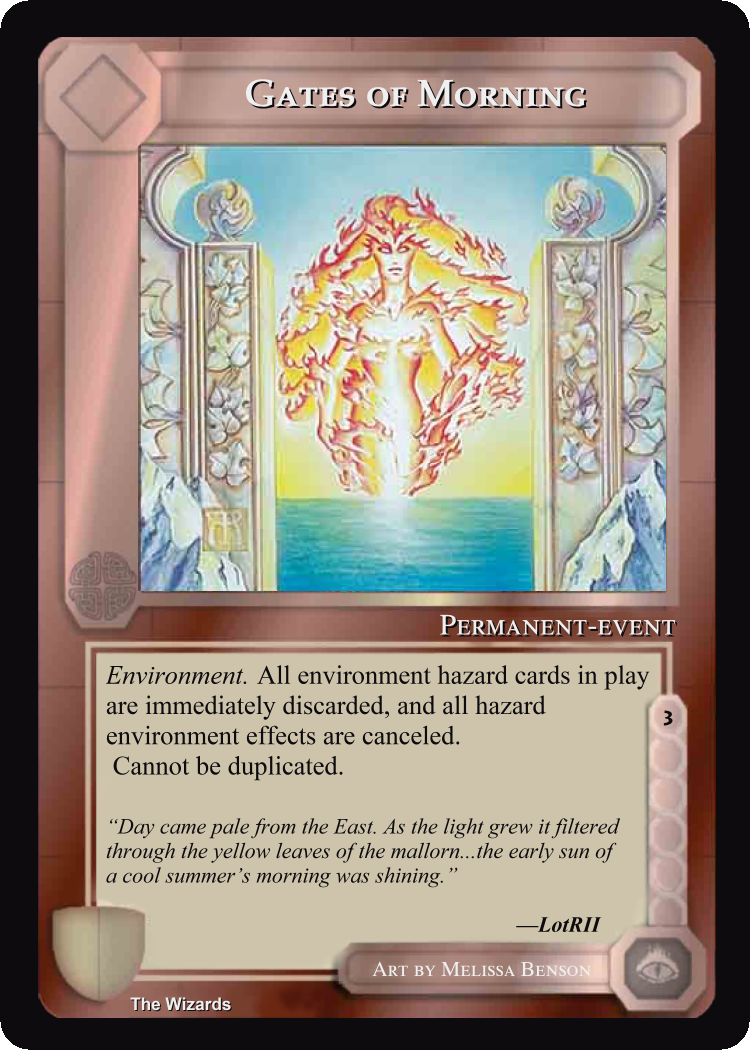 Gates of Morning
Permanent-event
Environment. All environment hazard cards in play
are immediately discarded, and all hazard
environment effects are canceled.
Cannot be duplicated.
3
“Day came pale from the East. As the light grew it filtered
through the yellow leaves of the mallorn...the early sun of
a cool summer’s morning was shining.”
—LotRII
Art by Melissa Benson
The Wizards